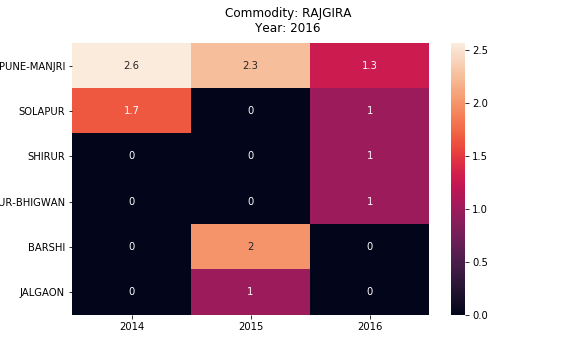 Commodity: RAJGIRA
Year: 2016
PUNE-MANJRI 2.6 2.3 1.3
SOLAPUR 1.7 0 1
SHIRUR 0 0 1
UR-BHIGWAN 0 0 1
BARSHI 0 2 0
JALGAON 0 1 0
2014 2015 2016
2.5
2.0
1.5
1.0
0.5
0.0